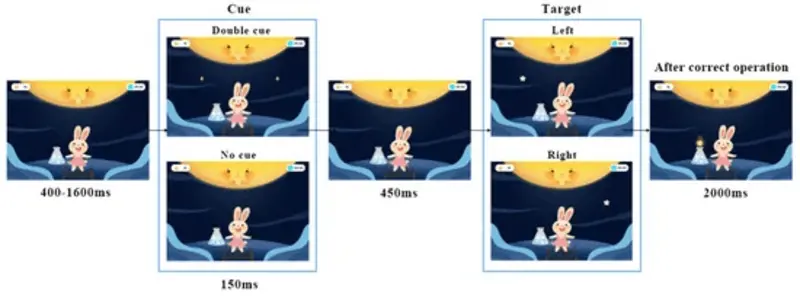 Cue
Target
Double cue
Left
After correct operation
No cue
Right
400-1600ms
450ms
2000ms
150ms